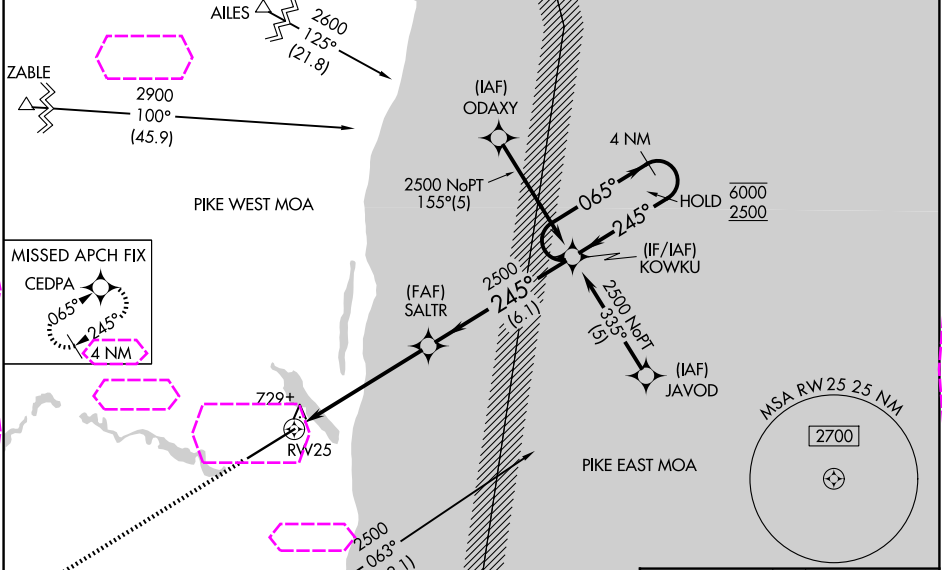 AILES
2600
125°
(21.8)
ZABLE
2900
100°
(45.9)
(IAF)
ODAXY
4 NM
2500 NoPT
155°(5)
065°
HOLD
6000
2500
245°
PIKE WEST MOA
(IF/IAF)
KOWKU
MISSED APCH FIX
CEDPA
065°
245°
4 NM
(FAF)
SALTR
2500
245°
(6.1)
2500 NoPT
335°
(5)
(IAF)
JAVOD
729±
RW25
MSA RW25 25 NM
2700
PIKE EAST MOA
2500
063°